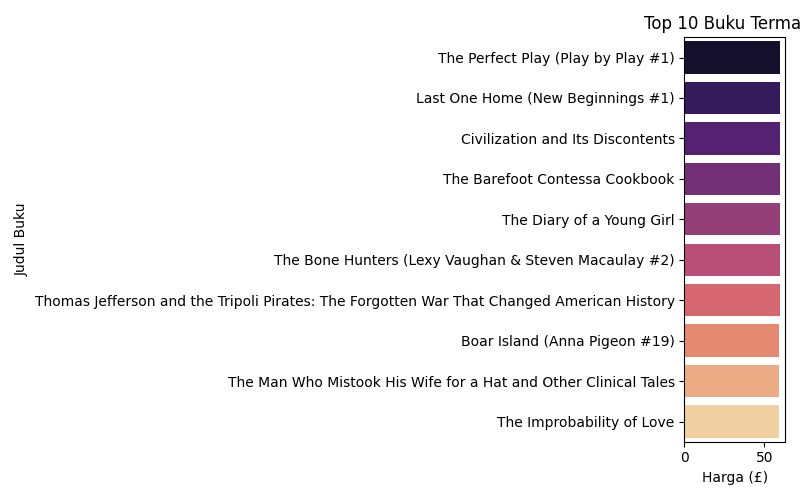 Top 10 Buku Terma
The Perfect Play (Play by Play #1)
Last One Home (New Beginnings #1)
Civilization and Its Discontents
The Barefoot Contessa Cookbook
The Diary of a Young Girl
The Bone Hunters (Lexy Vaughan & Steven Macaulay #2)
Thomas Jefferson and the Tripoli Pirates: The Forgotten War That Changed American History
Boar Island (Anna Pigeon #19)
The Man Who Mistook His Wife for a Hat and Other Clinical Tales
The Improbability of Love
Judul Buku
0 50
Harga (£)